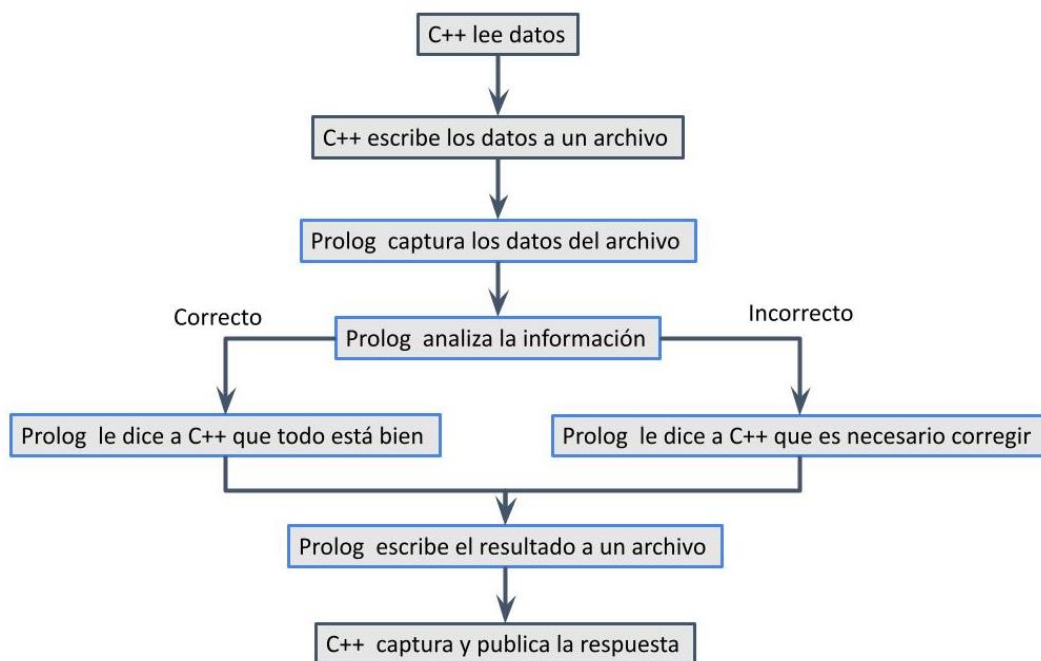 C++ lee datos
C++ escribe los datos a un archivo
Prolog captura los datos del archivo
Correcto
Incorrecto
Prolog analiza la información
Prolog le dice a C++ que todo está bien
Prolog le dice a C++ que es necesario corregir
Prolog escribe el resultado a un archivo
C++ captura y publica la respuesta